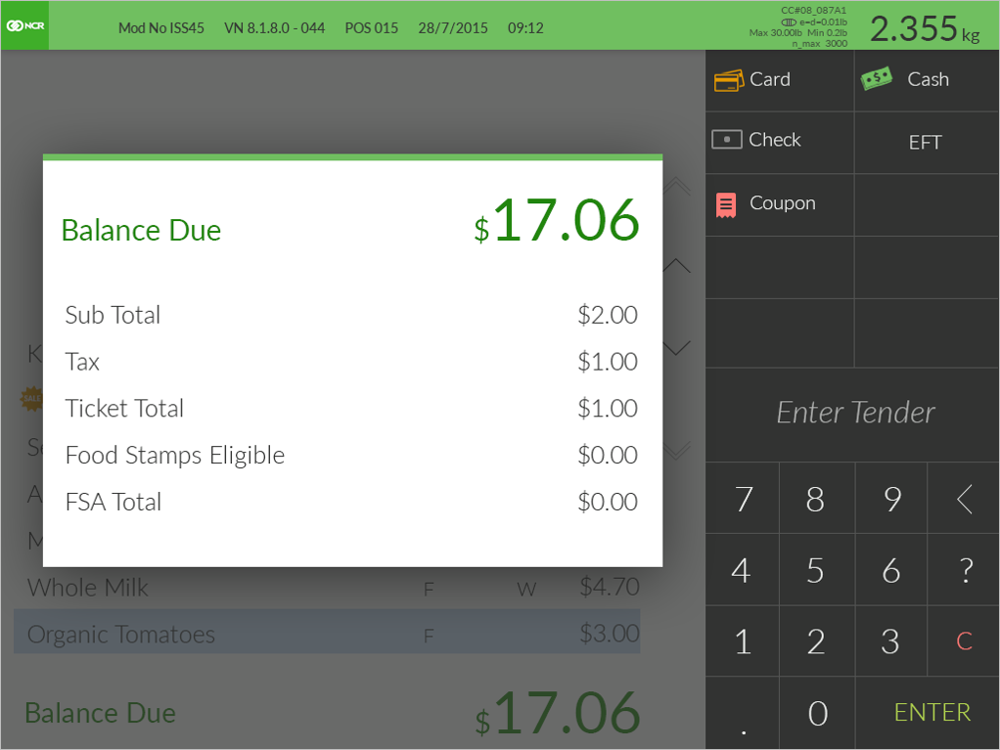 NCR Mod No ISS45 VN 8.1.8.0 - 044 POS 015 28/7/2015 09:12
CC#08_087A1
e=d=0.01lb
Max 30.00lb Min 0.2lb
n_max 3000
2.355 kg
Card
Cash
Check
EFT
Coupon
Balance Due $17.06
Sub Total $2.00
Tax $1.00
Ticket Total $1.00
Food Stamps Eligible $0.00
FSA Total $0.00
K
SALE
S
A
M
Whole Milk F W $4.70
Organic Tomatoes F $3.00
Balance Due $17.06
Enter Tender
7 8 9 <
4 5 6 ?
1 2 3 C
. 0 ENTER